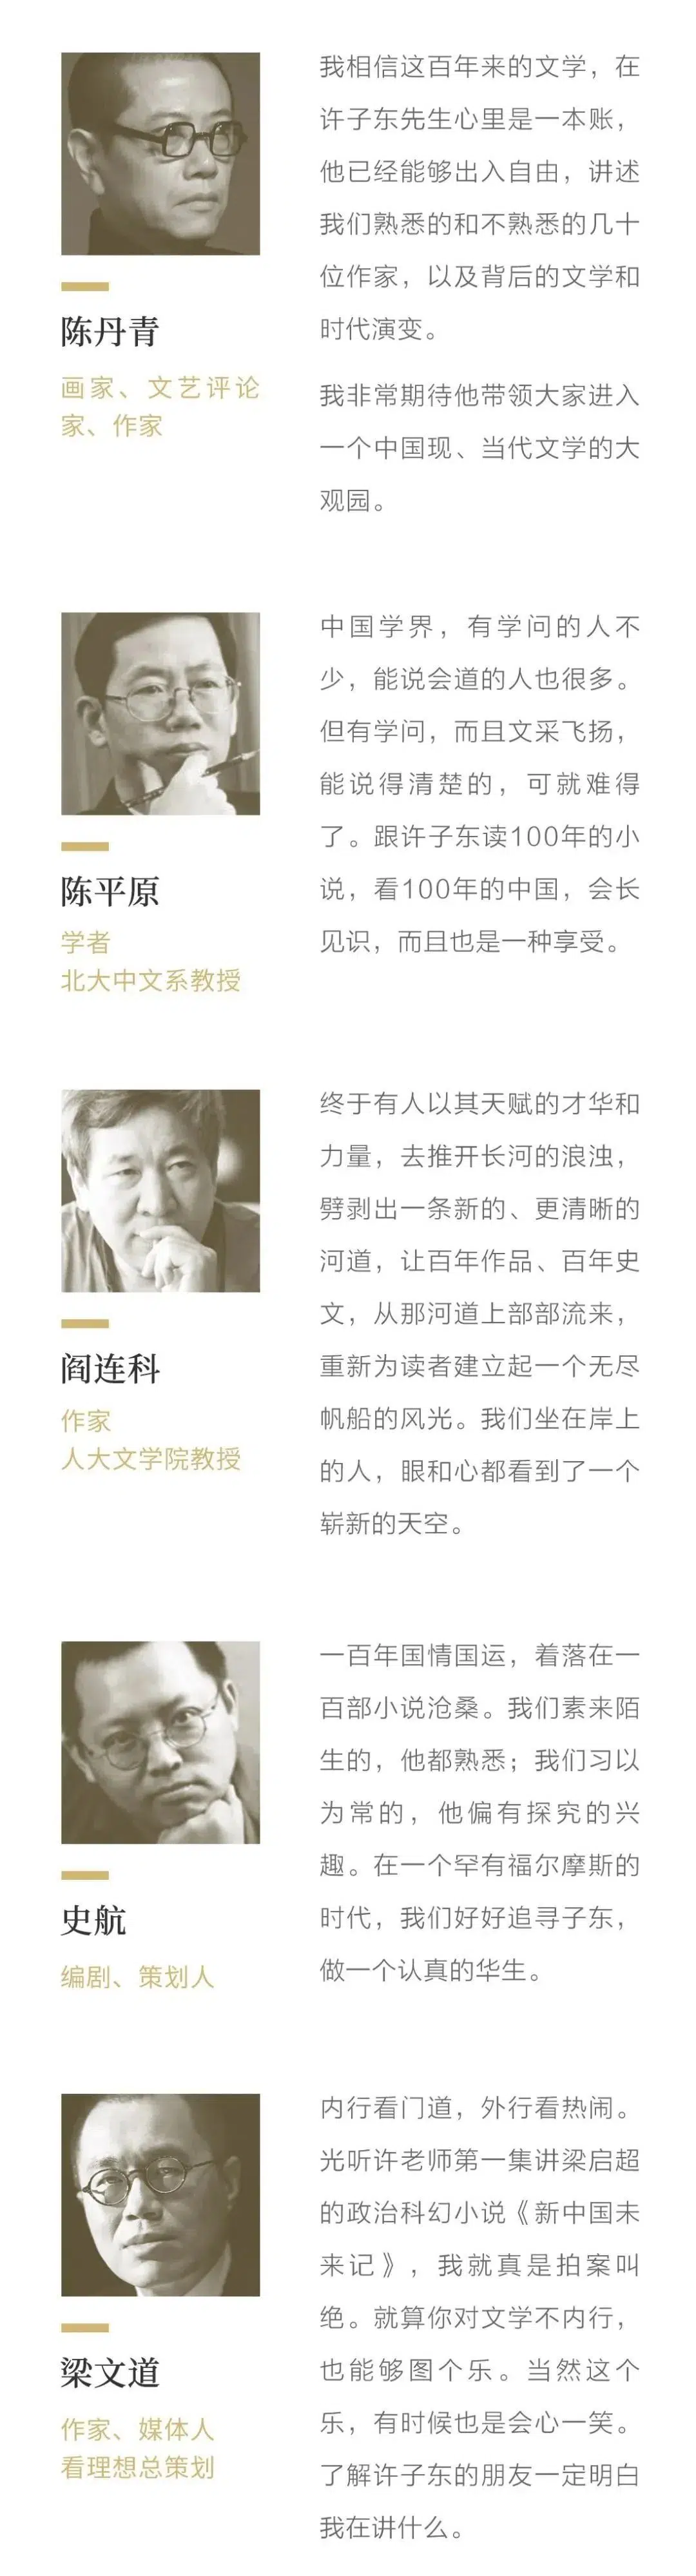 我相信这百年来的文学，在
许子东先生心里是一本账，
他已经能够出入自由，讲述
我们熟悉的和不熟悉的几十
位作家，以及背后的文学和
时代演变。
我非常期待他带领大家进入
一个中国现、当代文学的大
观园。
陈丹青
画家、文艺评论
家、作家
中国学界，有学问的人不
少，能说会道的人也很多。
但有学问，而且文采飞扬，
能说得清楚的，可就难得
了。跟许子东读100年的小
说，看100年的中国，会长
见识，而且也是一种享受。
陈平原
学者
北大中文系教授
终于有人以其天赋的才华和
力量，去推开长河的浪浊，
劈剥出一条新的、更清晰的
河道，让百年作品、百年史
文，从那河道上部部流来，
重新为读者建立起一个无尽
帆船的风光。我们坐在岸上
的人，眼和心都看到了一个
崭新的天空。
阎连科
作家
人大文学院教授
一百年国情国运，着落在一
百部小说沧桑。我们素来陌
生的，他都熟悉；我们习以
为常的，他偏有探究的兴
趣。在一个罕有福尔摩斯的
时代，我们好好追寻子东，
做一个认真的华生。
史航
编剧、策划人
内行看门道，外行看热闹。
光听许老师第一集讲梁启超
的政治科幻小说《新中国未
来记》，我就真是拍案叫
绝。就算你对文学不内行，
也能够图个乐。当然这个
乐，有时候也是会心一笑。
了解许子东的朋友一定明白
我在讲什么。
梁文道
作家、媒体人
看理想总策划